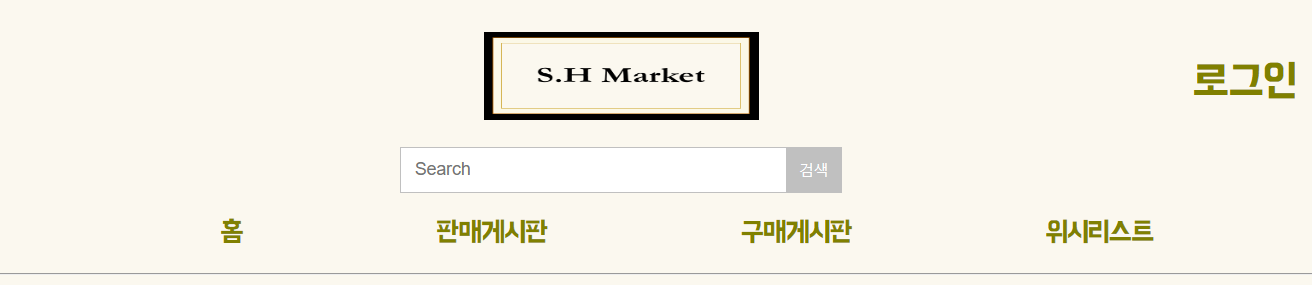 S.H Market
로그인
Search
검색
홈
판매게시판
구매게시판
위시리스트